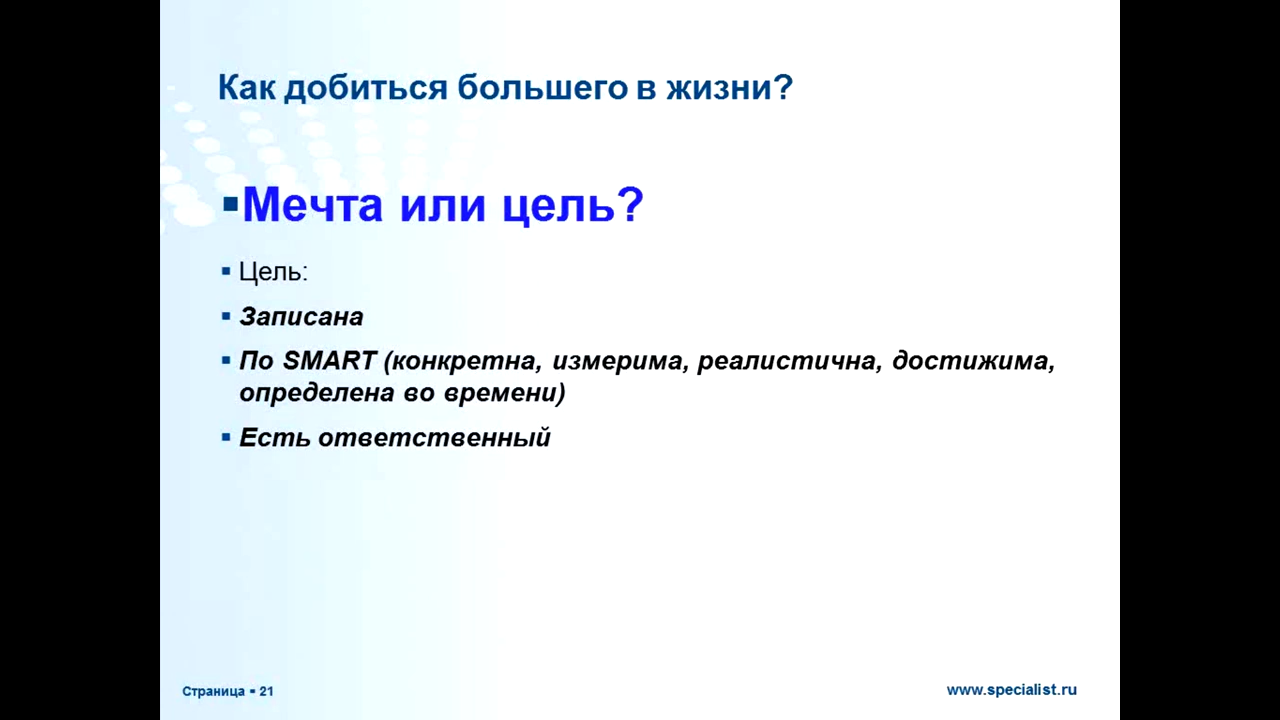 Как добиться большего в жизни?
▪Мечта или цель?
▪ Цель:
▪ Записана
▪ По SMART (конкретна, измерима, реалистична, достижима,
определена во времени)
▪ Есть ответственный
Страница ▪ 21
www.specialist.ru